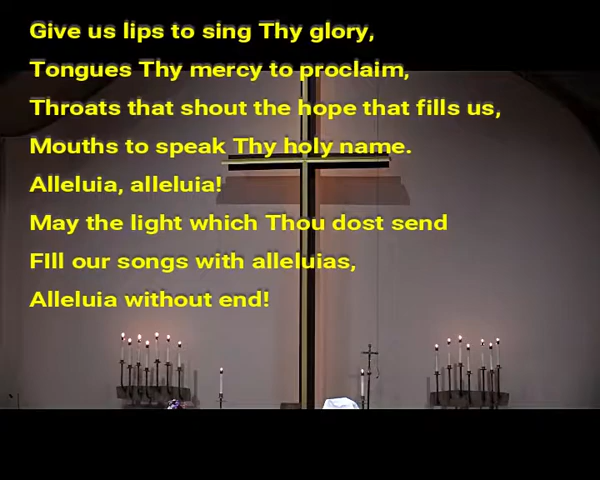 Give us lips to sing Thy glory,
Tongues Thy mercy to proclaim,
Throats that shout the hope that fills us,
Mouths to speak Thy holy name.
Alleluia, alleluia!
May the light which Thou dost send
FIll our songs with alleluias,
Alleluia without end!